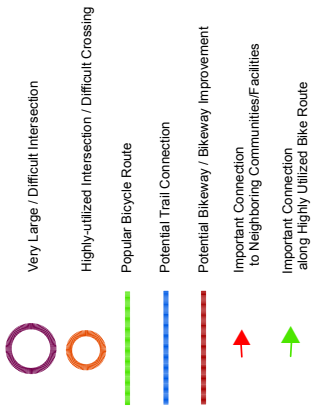 Very Large / Difficult Intersection
Highly-utilized Intersection / Difficult Crossing
Popular Bicycle Route
Potential Trail Connection
Potential Bikeway / Bikeway Improvement
Important Connection
to Neighboring Communities/Facilities
Important Connection
along Highly Utilized Bike Route